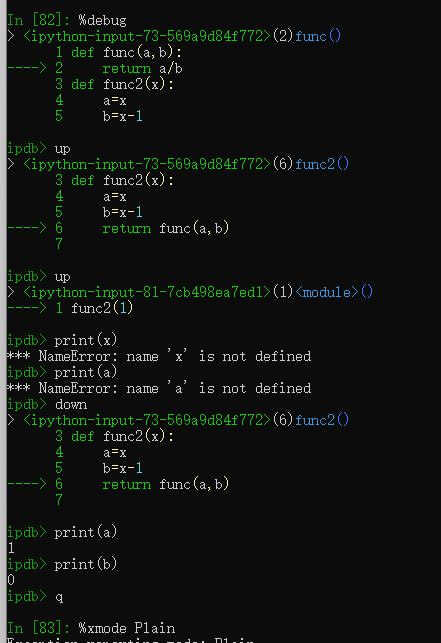 In [82]: %debug
> <ipython-input-73-569a9d84f772>(2)func()
      1 def func(a,b):
----> 2     return a/b
      3 def func2(x):
      4     a=x
      5     b=x-1
ipdb> up
> <ipython-input-73-569a9d84f772>(6)func2()
      3 def func2(x):
      4     a=x
      5     b=x-1
----> 6     return func(a,b)
      7
ipdb> up
> <ipython-input-81-7cb498ea7ed1>(1)<module>()
----> 1 func2(1)
ipdb> print(x)
*** NameError: name 'x' is not defined
ipdb> print(a)
*** NameError: name 'a' is not defined
ipdb> down
> <ipython-input-73-569a9d84f772>(6)func2()
      3 def func2(x):
      4     a=x
      5     b=x-1
----> 6     return func(a,b)
      7
ipdb> print(a)
1
ipdb> print(b)
0
ipdb> q
In [83]: %xmode Plain
Exception reporting mode: Plain